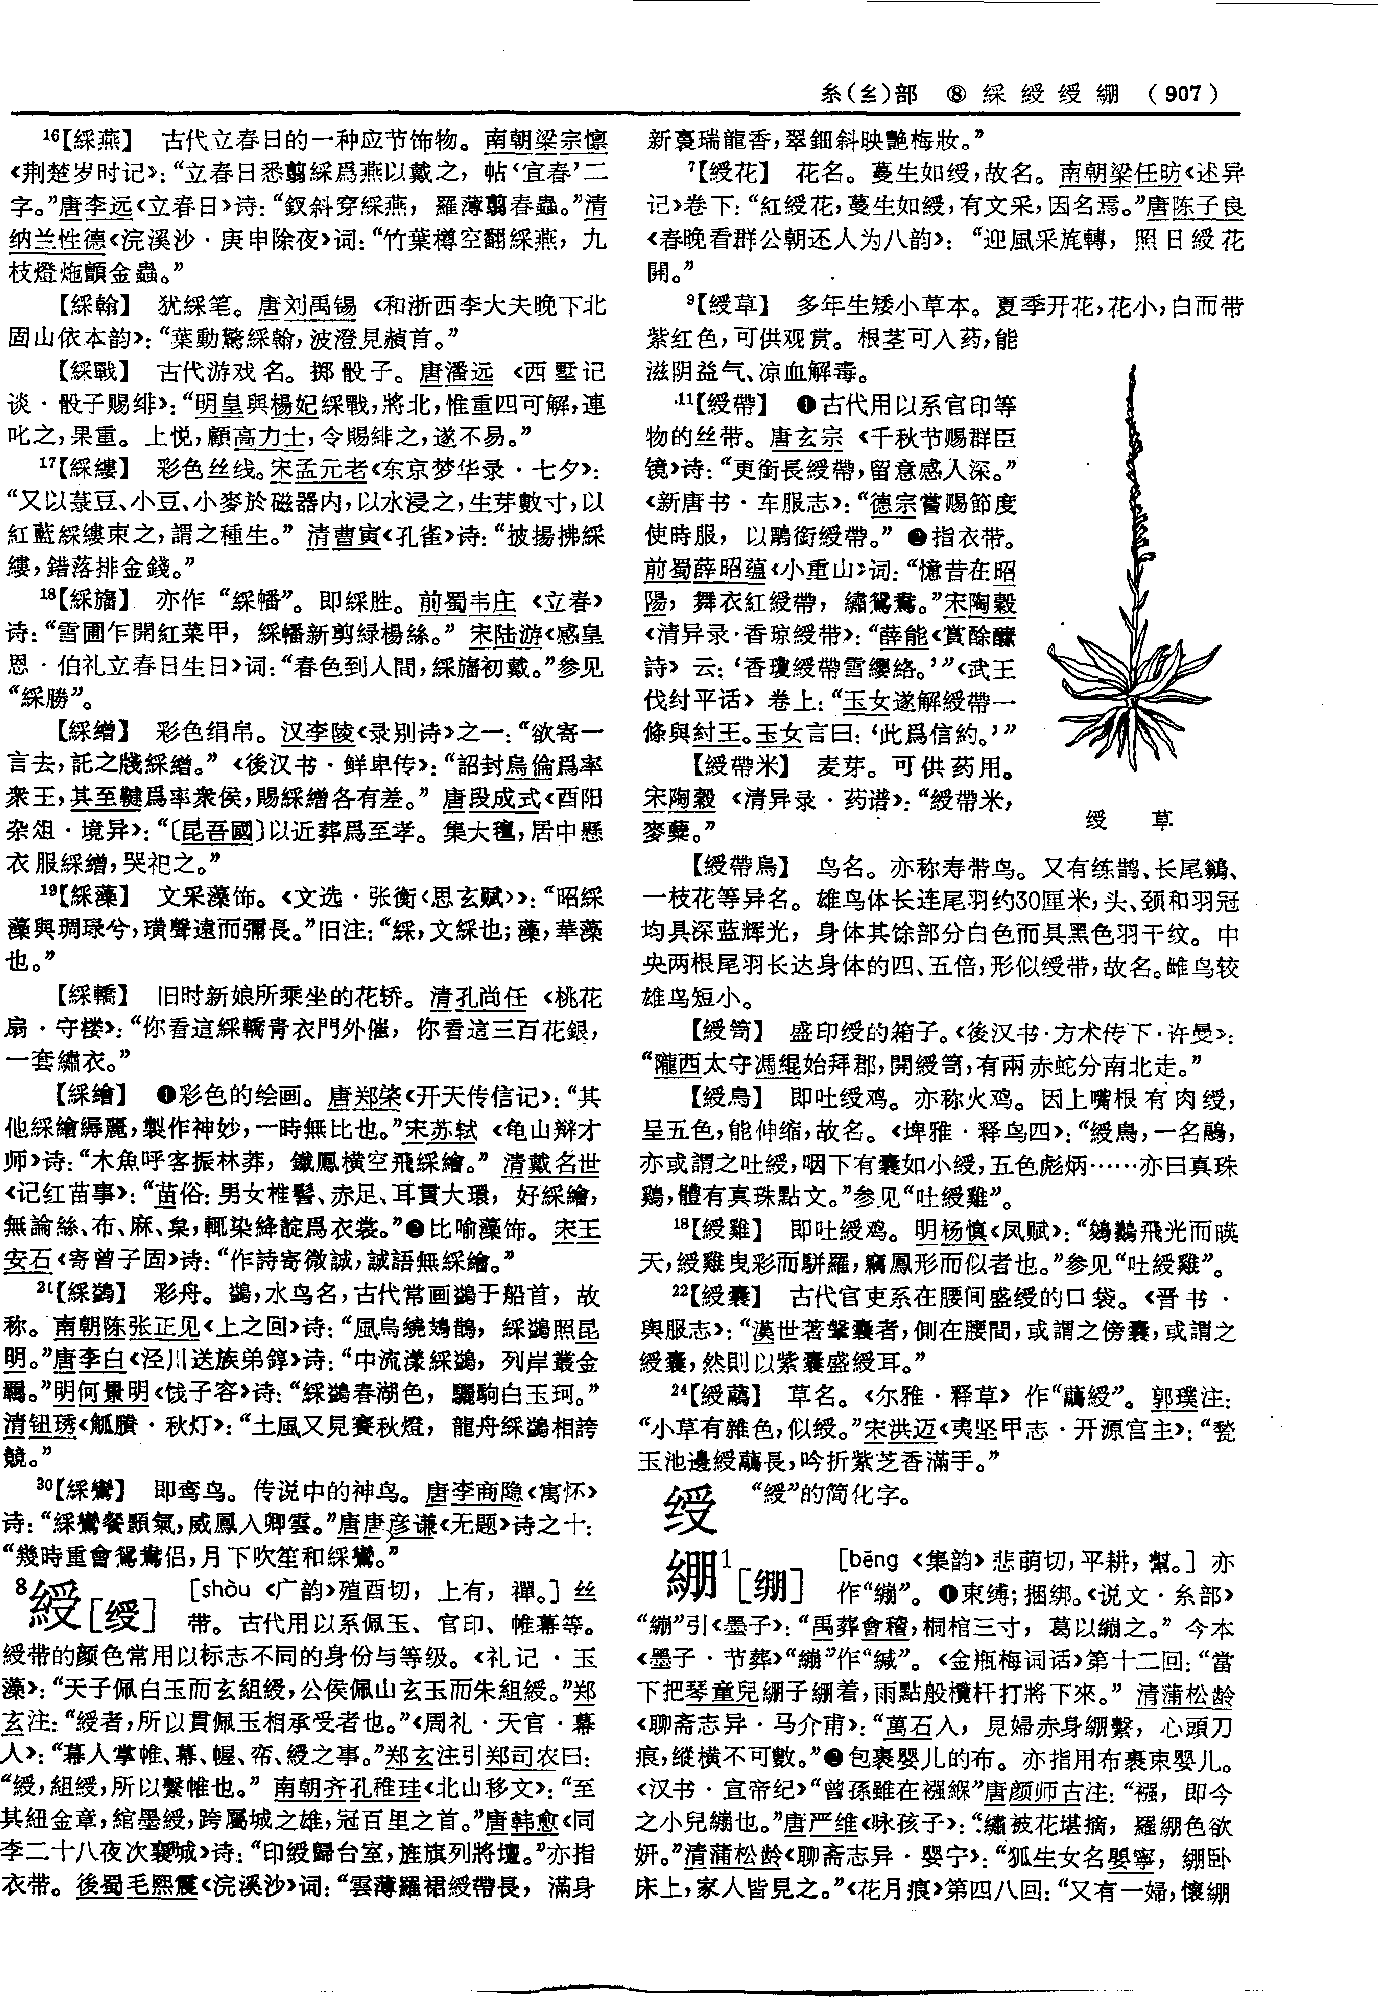 糸(纟)部 ⑧ 綵 綬 绶 綳 (907)
16【綵燕】 古代立春日的一种应节饰物。南朝梁宗懔
《荆楚岁时记》：“立春日悉翦綵爲燕以戴之，帖‘宜春’二
字。”唐李远《立春日》诗：“釵斜穿綵燕，羅薄翦春蟲。”清
纳兰性德《浣溪沙·庚申除夜》词：“竹葉樽空翻綵燕，九
枝燈灺顫金蟲。”
【綵翰】 犹綵笔。唐刘禹锡《和浙西李大夫晚下北
固山依本韵》：“葉動驚綵翰，波澄見赬首。”
【綵戰】 古代游戏名。掷骰子。唐潘远《西墅记
谈·骰子赐绯》：“明皇與楊妃綵戰，將北，惟重四可解，連
叱之，果重。上悦，顧高力士，令賜緋之，遂不易。”
17【綵縷】 彩色丝线。宋孟元老《东京梦华录·七夕》：
“又以菉豆、小豆、小麥於磁器内，以水浸之，生芽數寸，以
紅藍綵縷束之，謂之種生。”清曹寅《孔雀》诗：“披揚拂綵
縷，錯落排金錢。”
18【綵旛】 亦作“綵幡”。即綵胜。前蜀韦庄《立春》
诗：“雪圃乍開紅菜甲，綵幡新剪緑楊絲。”宋陆游《感皇
恩·伯礼立春日生日》词：“春色到人間，綵旛初戴。”参见
“綵勝”。
【綵繒】 彩色绢帛。汉李陵《录别诗》之一：“欲寄一
言去，託之牋綵繒。”《後汉书·鲜卑传》：“詔封烏倫爲率
衆王，其至鞬爲率衆侯，賜綵繒各有差。”唐段成式《酉阳
杂俎·境异》：“〔昆吾國〕以近葬爲至孝。集大氊，居中懸
衣服綵繒，哭祀之。”
19【綵藻】 文采藻饰。《文选·张衡〈思玄赋〉》：“昭綵
藻與琱琭兮，璜聲遠而彌長。”旧注：“綵，文綵也；藻，華藻
也。”
【綵轎】 旧时新娘所乘坐的花轿。清孔尚任《桃花
扇·守楼》：“你看這綵轎青衣門外催，你看這三百花銀，
一套繡衣。”
【綵繪】 ❶彩色的绘画。唐郑棨《开天传信记》：“其
他綵繪縟麗，製作神妙，一時無比也。”宋苏轼《龟山辩才
师》诗：“木魚呼客振林莽，鐵鳳横空飛綵繪。”清戴名世
《记红苗事》：“苗俗：男女椎髻、赤足、耳貫大環，好綵繪，
無論絲、布、麻、枲，輒染絳靛爲衣裳。”❷比喻藻饰。宋王
安石《寄曾子固》诗：“作詩寄微誠，誠語無綵繪。”
21【綵鷁】 彩舟。鷁，水鸟名，古代常画鷁于船首，故
称。南朝陈张正见《上之回》诗：“風烏繞鳷鵲，綵鷁照昆
明。”唐李白《泾川送族弟錞》诗：“中流漾綵鷁，列岸叢金
羈。”明何景明《饯子容》诗：“綵鷁春湖色，驪駒白玉珂。”
清钮琇《觚賸·秋灯》：“土風又見賽秋燈，龍舟綵鷁相誇
競。”
30【綵鸞】 即鸾鸟。传说中的神鸟。唐李商隐《寓怀》
诗：“綵鸞餐顥氣，威鳳入卿雲。”唐唐彦谦《无题》诗之十：
“幾時重會鴛鴦侣，月下吹笙和綵鸞。”
8綬[绶] [shòu 《广韵》殖酉切，上有，禪。]丝
带。古代用以系佩玉、官印、帷幕等。
綬带的颜色常用以标志不同的身份与等级。《礼记·玉
藻》：“天子佩白玉而玄組綬，公侯佩山玄玉而朱組綬。”郑
玄注：“綬者，所以貫佩玉相承受者也。”《周礼·天官·幕
人》：“幕人掌帷、幕、幄、帟、綬之事。”郑玄注引郑司农曰：
“綬，組綬，所以繫帷也。”南朝齐孔稚珪《北山移文》：“至
其紐金章，綰墨綬，跨屬城之雄，冠百里之首。”唐韩愈《同
李二十八夜次襄城》诗：“印綬歸台室，旌旗列將壇。”亦指
衣带。後蜀毛熙震《浣溪沙》词：“雲薄羅裙綬帶長，滿身
新裛瑞龍香，翠鈿斜映艷梅妝。”
7【綬花】 花名。蔓生如绶，故名。南朝梁任昉《述异
记》卷下：“紅綬花，蔓生如綬，有文采，因名焉。”唐陈子良
《春晚看群公朝还人为八韵》：“迎風采旄轉，照日綬花
開。”
9【綬草】 多年生矮小草本。夏季开花，花小，白而带
紫红色，可供观赏。根茎可入药，能
滋阴益气、凉血解毒。
11【綬帶】 ❶古代用以系官印等
物的丝带。唐玄宗《千秋节赐群臣
镜》诗：“更銜長綬帶，留意感人深。”
《新唐书·车服志》：“德宗嘗賜節度
使時服，以鵰銜綬帶。”❷指衣带。
前蜀薛昭蕴《小重山》词：“憶昔在昭
陽，舞衣紅綬帶，繡鴛鴦。”宋陶穀
《清异录·香琼綬带》：“薛能《賞酴醾
詩》云：‘香瓊綬帶雪纓絡。’”《武王
伐纣平话》卷上：“玉女遂解綬帶一
條與紂王。玉女言曰：‘此爲信約。’”
【綬帶米】 麦芽。可供药用。
宋陶穀《清异录·药谱》：“綬帶米，
麥蘖。”
绶 草
【綬帶鳥】 鸟名。亦称寿带鸟。又有练鹊、长尾鶲、
一枝花等异名。雄鸟体长连尾羽约30厘米，头、颈和羽冠
均具深蓝辉光，身体其馀部分白色而具黑色羽干纹。中
央两根尾羽长达身体的四、五倍，形似绶带，故名。雌鸟较
雄鸟短小。
【綬笥】 盛印绶的箱子。《後汉书·方术传下·许曼》：
“隴西太守馮緄始拜郡，開綬笥，有兩赤蛇分南北走。”
【綬鳥】 即吐绶鸡。亦称火鸡。因上嘴根有肉绶，
呈五色，能伸缩，故名。《埤雅·释鸟四》：“綬鳥，一名鷊，
亦或謂之吐綬，咽下有囊如小綬，五色彪炳……亦曰真珠
鷄，體有真珠點文。”参见“吐綬雞”。
18【綬雞】 即吐绶鸡。明杨慎《凤赋》：“鵕鸃飛光而暎
天，綬雞曳彩而駢羅，竊鳳形而似者也。”参见“吐綬雞”。
22【綬囊】 古代官吏系在腰间盛绶的口袋。《晋书·
舆服志》：“漢世著鞶囊者，側在腰間，或謂之傍囊，或謂之
綬囊，然則以紫囊盛綬耳。”
24【綬虉】 草名。《尔雅·释草》作“虉綬”。郭璞注：
“小草有雜色，似綬。”宋洪迈《夷坚甲志·开源宫主》：“甃
玉池邊綬虉長，吟折紫芝香滿手。”
绶 “綬”的简化字。
綳1[绷] [bēng 《集韵》悲萌切，平耕，幫。]亦
作“繃”。❶束缚；捆绑。《说文·糸部》
“繃”引《墨子》：“禹葬會稽，桐棺三寸，葛以繃之。”今本
《墨子·节葬》“繃”作“緘”。《金瓶梅词话》第十二回：“當
下把琴童兒綳子綳着，雨點般欖杆打將下來。”清蒲松龄
《聊斋志异·马介甫》：“萬石入，見婦赤身綳繫，心頭刀
痕，縱横不可數。”❷包裹婴儿的布。亦指用布裹束婴儿。
《汉书·宣帝纪》“曾孫雖在襁緥”唐颜师古注：“襁，即今
之小兒繃也。”唐严维《咏孩子》：“繡被花堪摘，羅綳色欲
妍。”清蒲松龄《聊斋志异·婴宁》：“狐生女名嬰寧，綳卧
床上，家人皆見之。”《花月痕》第四八回：“又有一婦，懷綳